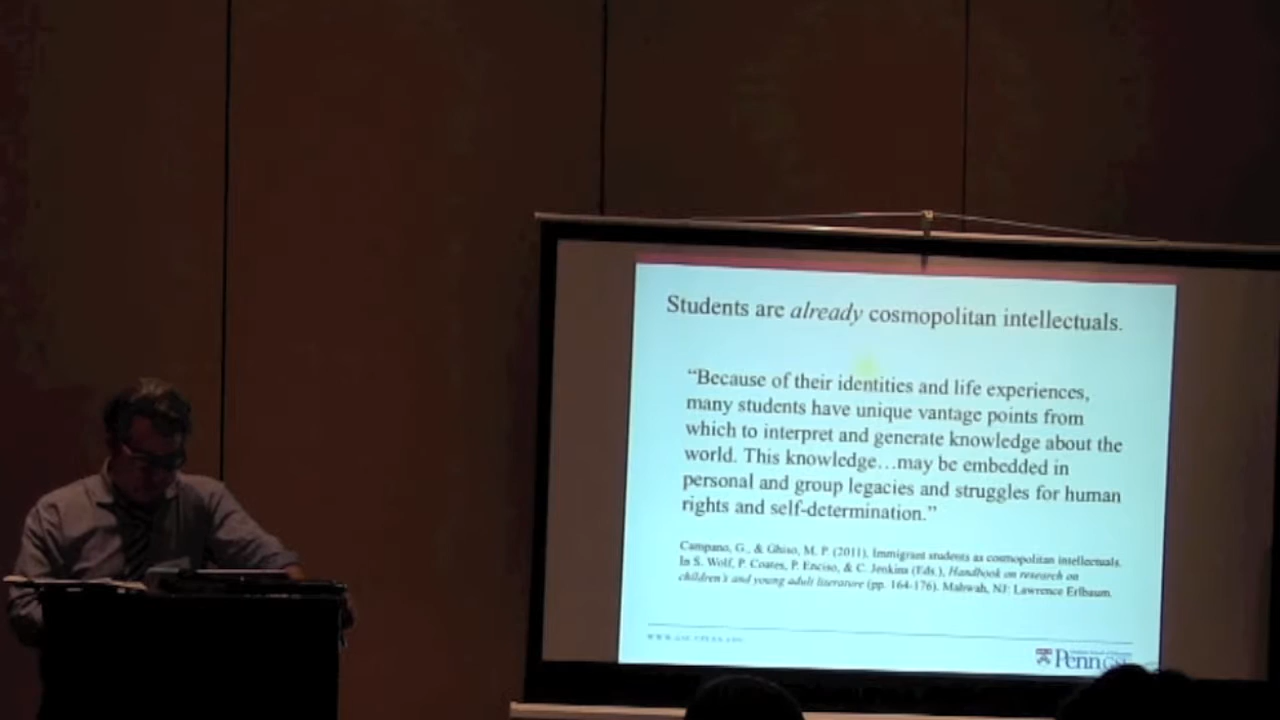 Students are already cosmopolitan intellectuals.
“Because of their identities and life experiences,
many students have unique vantage points from
which to interpret and generate knowledge about the
world. This knowledge…may be embedded in
personal and group legacies and struggles for human
rights and self-determination.”
Campano, G., & Ghiso, M. P. (2011). Immigrant students as cosmopolitan intellectuals.
In S. Wolf, P. Coates, P. Enciso, & C. Jenkins (Eds.), Handbook on research on
children's and young adult literature (pp. 164-176). Mahwah, NJ: Lawrence Erlbaum.
Penn GSE